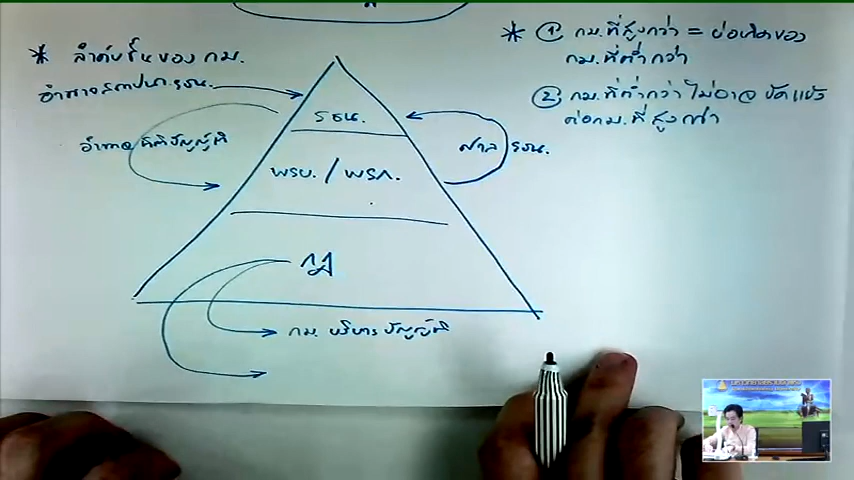 * ลำดับชั้นของ กม.
อำนาจสถาปนา รธน.
รธน.
อำนาจนิติบัญญัติ
พรบ. / พรก.
ศาล รธน.
กฎ
กม. บริหารบัญญัติ
* ① กม.ที่สูงกว่า = บ่อเกิดของ
กม.ที่ต่ำกว่า
② กม.ที่ต่ำกว่าไม่อาจ ขัดแย้ง
ต่อกม.ที่สูงกว่า